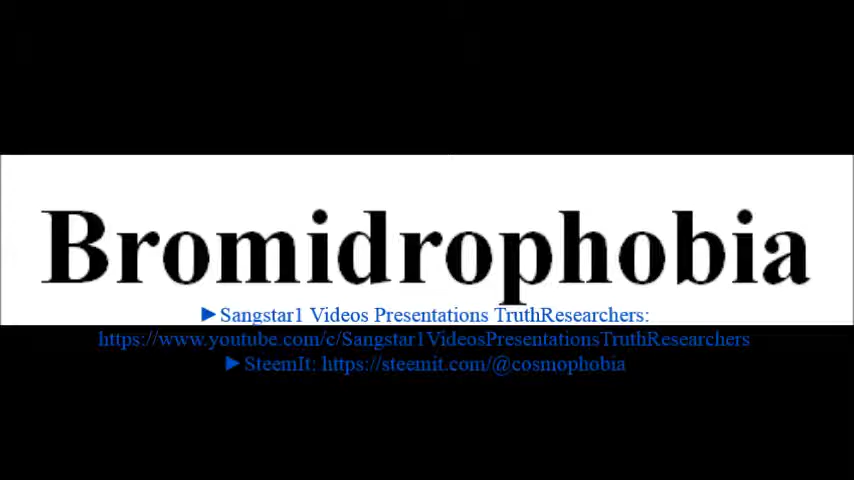 Bromidrophobia
►Sangstar1 Videos Presentations TruthResearchers:
https://www.youtube.com/c/Sangstar1VideosPresentationsTruthResearchers
►SteemIt: https://steemit.com/@cosmophobia